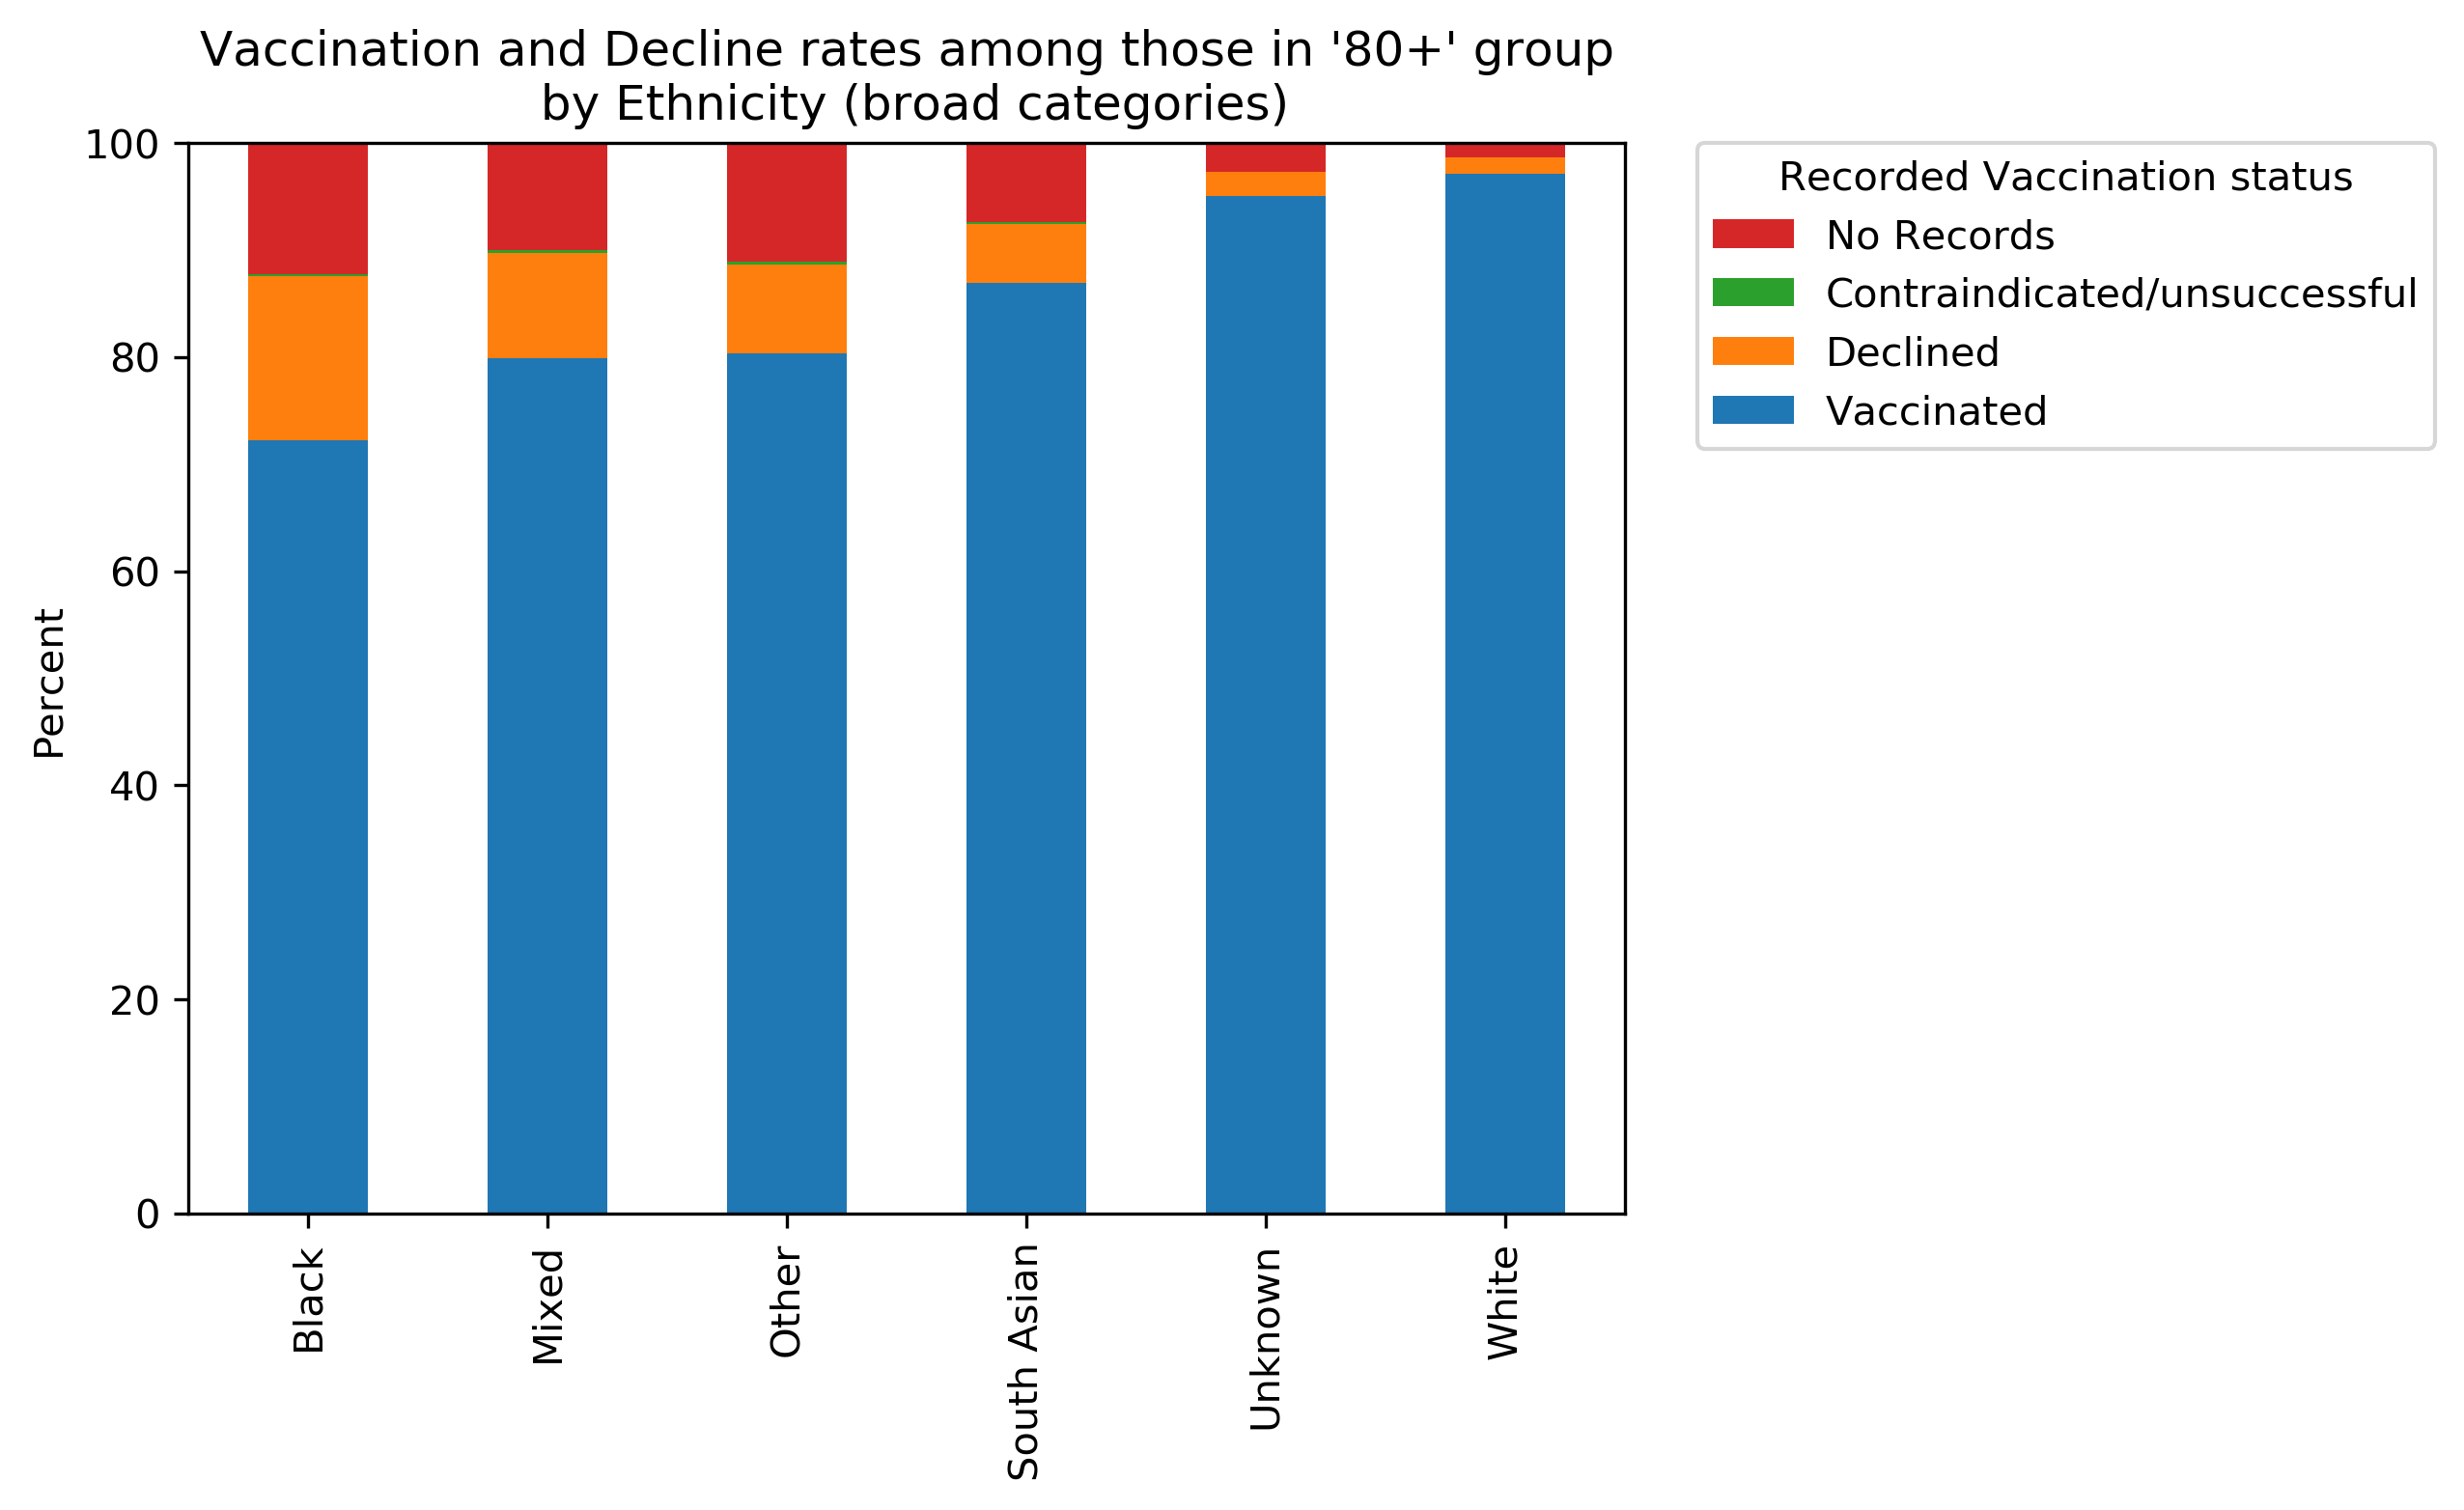 Vaccination and Decline rates among those in '80+' group
by Ethnicity (broad categories)
100
80
60
40
20
0
Percent
Black
Mixed
Other
South Asian
Unknown
White
Recorded Vaccination status
No Records
Contraindicated/unsuccessful
Declined
Vaccinated